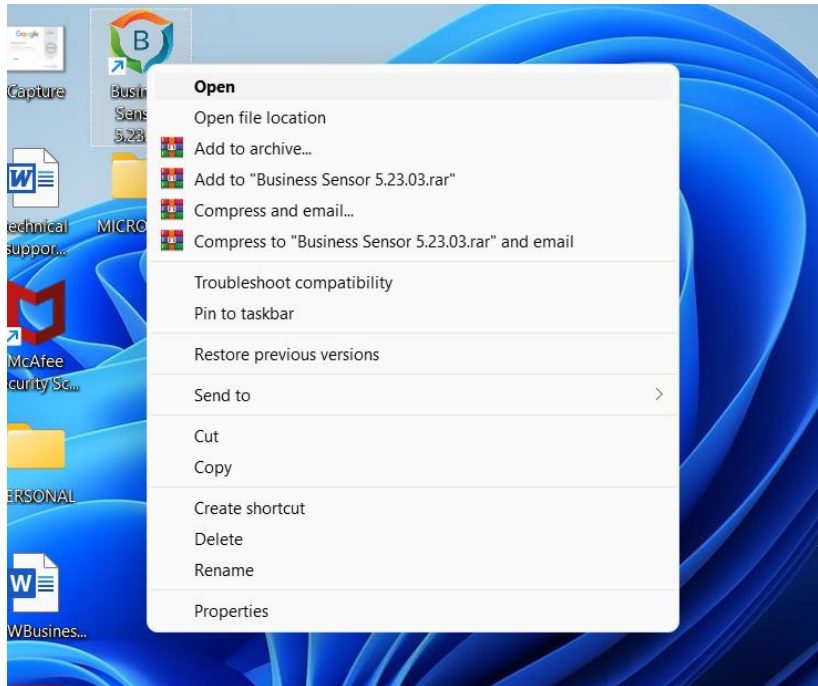 Google
Capture
B
Busin
Sens
5.23.
W
echnical
suppor...
MICRO
McAfee
curity Sc...
ERSONAL
W
WBusines...
Open
Open file location
Add to archive...
Add to "Business Sensor 5.23.03.rar"
Compress and email...
Compress to "Business Sensor 5.23.03.rar" and email
Troubleshoot compatibility
Pin to taskbar
Restore previous versions
Send to
Cut
Copy
Create shortcut
Delete
Rename
Properties